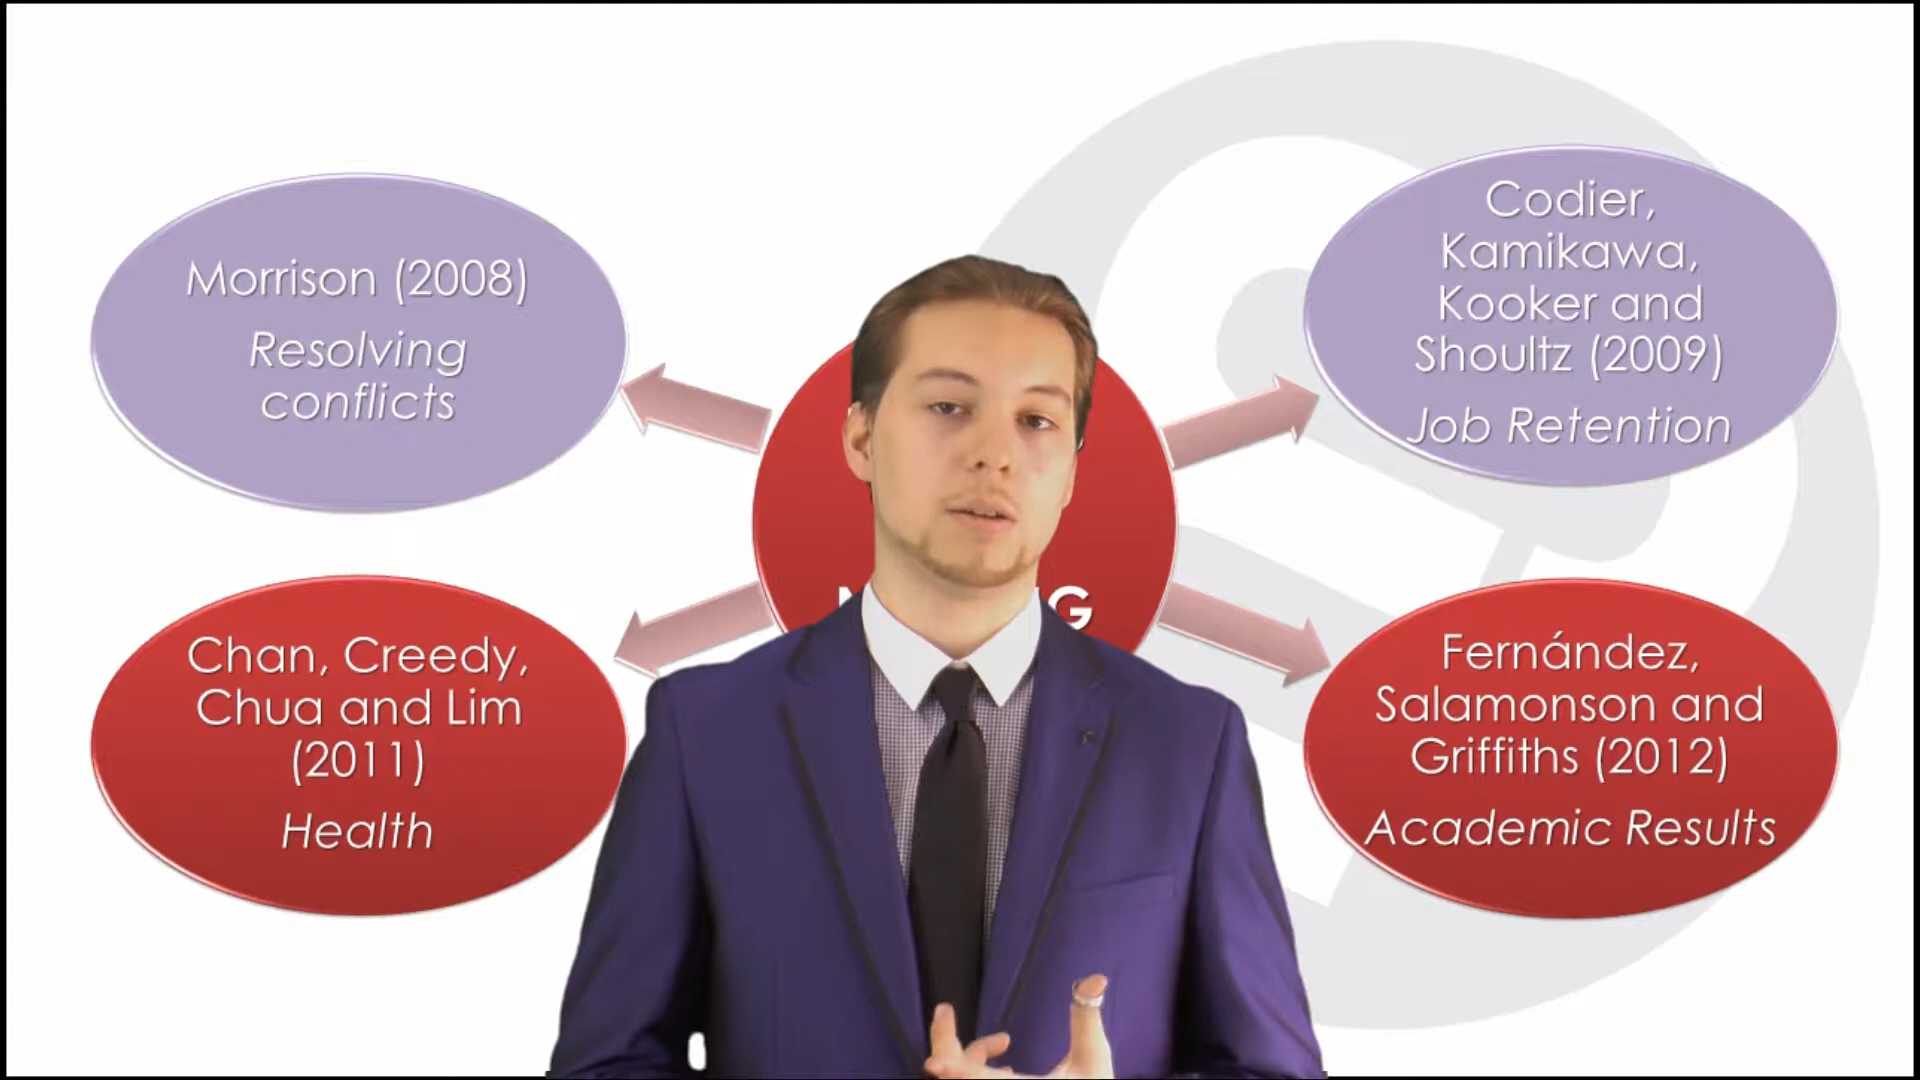 Morrison (2008)
Resolving
conflicts
Codier,
Kamikawa,
Kooker and
Shoultz (2009)
Job Retention
Chan, Creedy,
Chua and Lim
(2011)
Health
Fernández,
Salamonson and
Griffiths (2012)
Academic Results